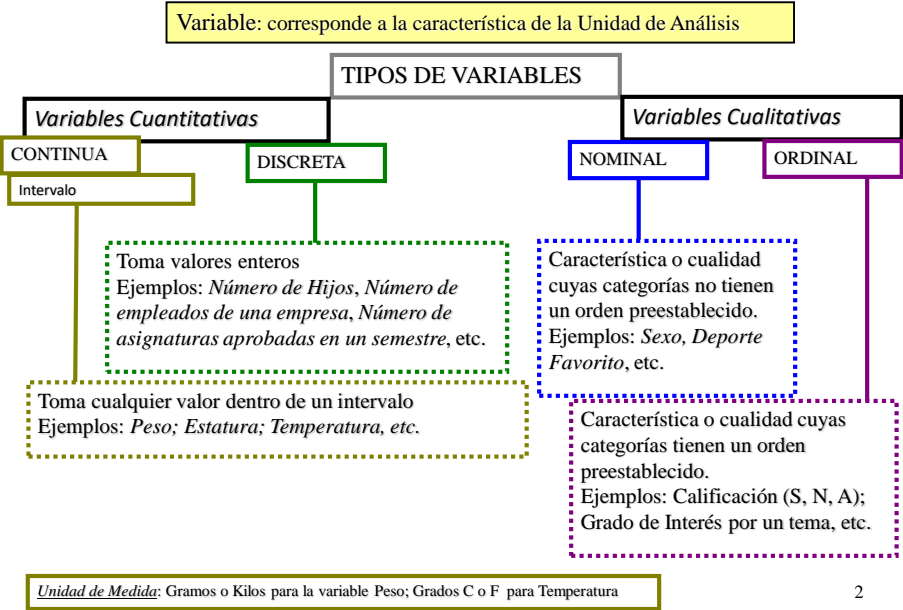 Variable: corresponde a la característica de la Unidad de Análisis
TIPOS DE VARIABLES
Variables Cuantitativas
Variables Cualitativas
CONTINUA
DISCRETA
NOMINAL
ORDINAL
Intervalo
Toma valores enteros
Ejemplos: Número de Hijos, Número de
empleados de una empresa, Número de
asignaturas aprobadas en un semestre, etc.
Característica o cualidad
cuyas categorías no tienen
un orden preestablecido.
Ejemplos: Sexo, Deporte
Favorito, etc.
Toma cualquier valor dentro de un intervalo
Ejemplos: Peso; Estatura; Temperatura, etc.
Característica o cualidad cuyas
categorías tienen un orden
preestablecido.
Ejemplos: Calificación (S, N, A);
Grado de Interés por un tema, etc.
Unidad de Medida: Gramos o Kilos para la variable Peso; Grados C o F para Temperatura
2